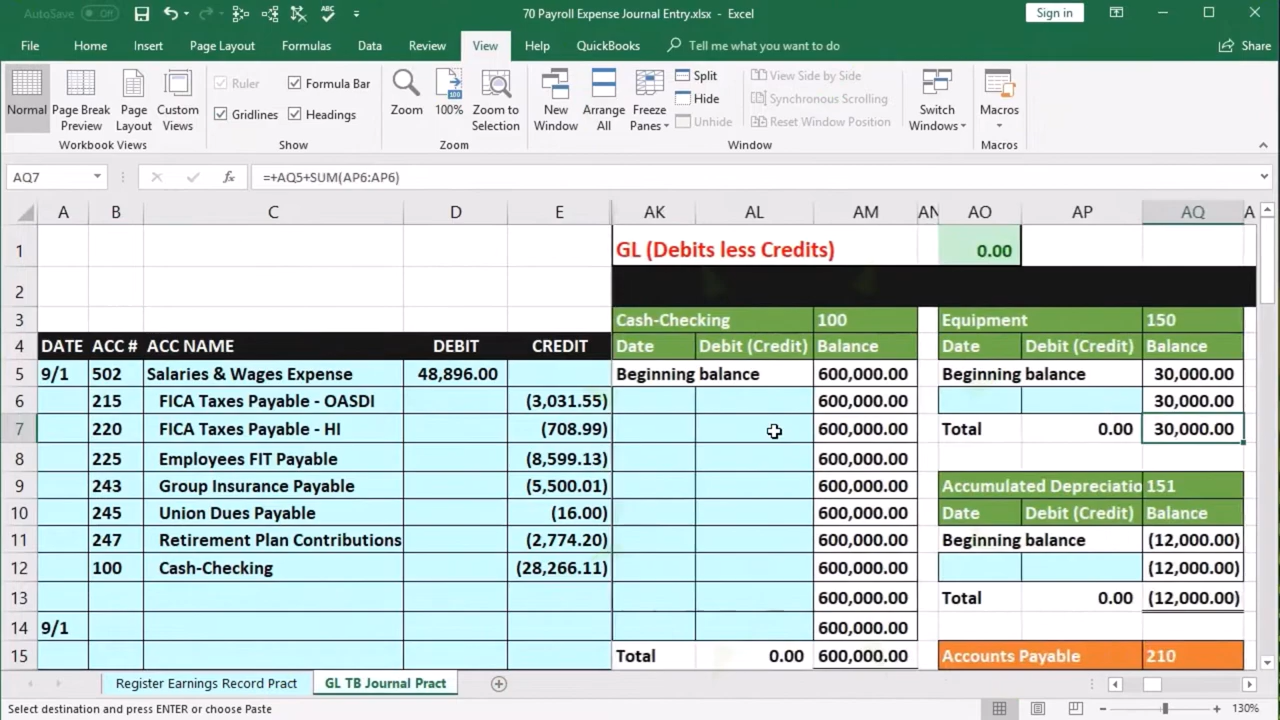 AutoSave Off 70 Payroll Expense Journal Entry.xlsx - Excel Sign in
File Home Insert Page Layout Formulas Data Review View Help QuickBooks Tell me what you want to do Share
Normal Page Break Preview Page Layout Custom Views Ruler Formula Bar Gridlines Headings Zoom 100% Zoom to Selection New Window Arrange All Freeze Panes Split Hide Unhide View Side by Side Synchronous Scrolling Reset Window Position Switch Windows Macros
Workbook Views Show Zoom Window Macros
AQ7 fx =+AQ5+SUM(AP6:AP6)
A B C D E AK AL AM AN AO AP AQ A
1 GL (Debits less Credits) 0.00
2
3 Cash-Checking 100 Equipment 150
4 DATE ACC # ACC NAME DEBIT CREDIT Date Debit (Credit) Balance Date Debit (Credit) Balance
5 9/1 502 Salaries & Wages Expense 48,896.00 Beginning balance 600,000.00 Beginning balance 30,000.00
6 215 FICA Taxes Payable - OASDI (3,031.55) 600,000.00 30,000.00
7 220 FICA Taxes Payable - HI (708.99) 600,000.00 Total 0.00 30,000.00
8 225 Employees FIT Payable (8,599.13) 600,000.00
9 243 Group Insurance Payable (5,500.01) 600,000.00 Accumulated Depreciatio 151
10 245 Union Dues Payable (16.00) 600,000.00 Date Debit (Credit) Balance
11 247 Retirement Plan Contributions (2,774.20) 600,000.00 Beginning balance (12,000.00)
12 100 Cash-Checking (28,266.11) 600,000.00 (12,000.00)
13 600,000.00 Total 0.00 (12,000.00)
14 9/1 600,000.00
15 Total 0.00 600,000.00 Accounts Payable 210
Register Earnings Record Pract GL TB Journal Pract
Select destination and press ENTER or choose Paste 130%